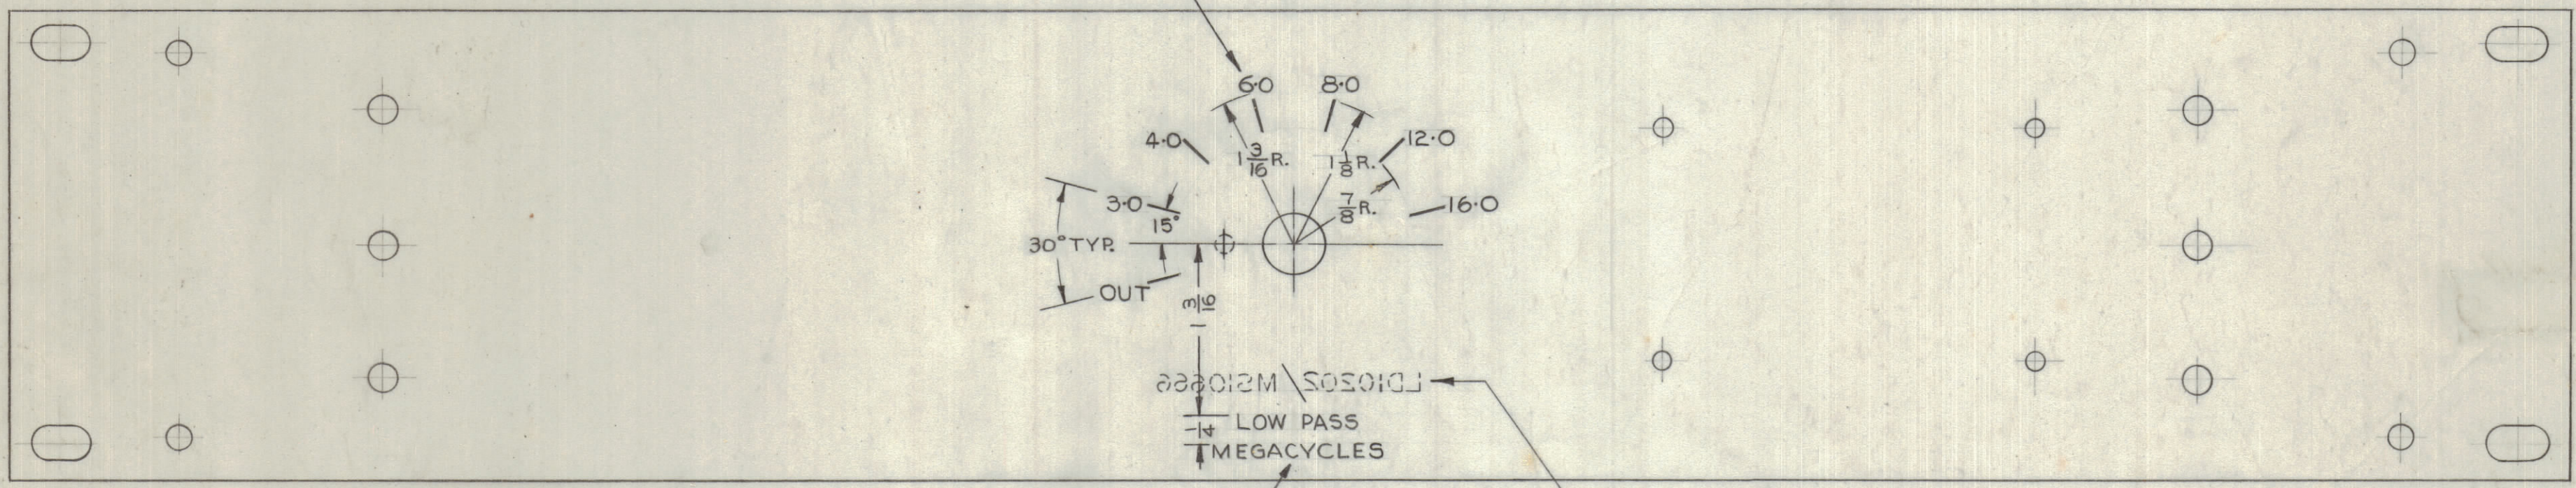 6.0 8.0
4.0 12.0
1 3/16 R. 1 1/8 R.
3.0 7/8 R. 16.0
15°
30° TYP.
OUT
1 3/16
LD10202 / MS10666
1/4 LOW PASS
MEGACYCLES